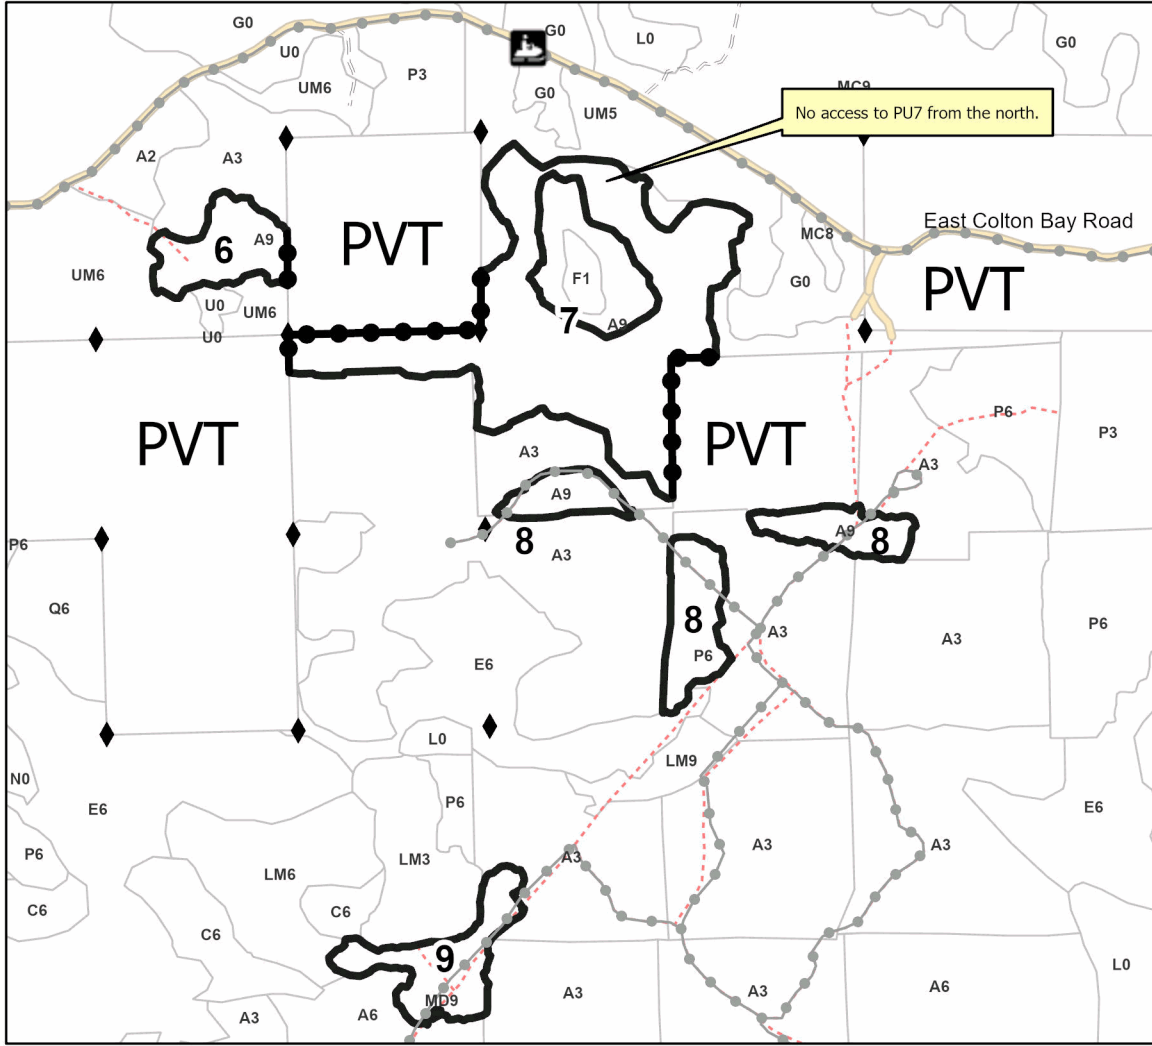 G0
G0
L0
G0
U0
P3
UM6
G0
MC9
UM5
No access to PU7 from the north.
A2
A3
East Colton Bay Road
A9
6
PVT
MC8
UM6
F1
G0
PVT
U0
UM6
7
A9
U0
P6
P3
PVT
PVT
A3
A3
A9
A9
8
8
P6
A3
Q6
8
P6
A3
A3
P6
E6
L0
LM9
N0
E6
P6
E6
A3
A3
P6
LM3
A3
LM6
C6
C6
C6
9
L0
A6
MD9
A3
A3
A6
A3